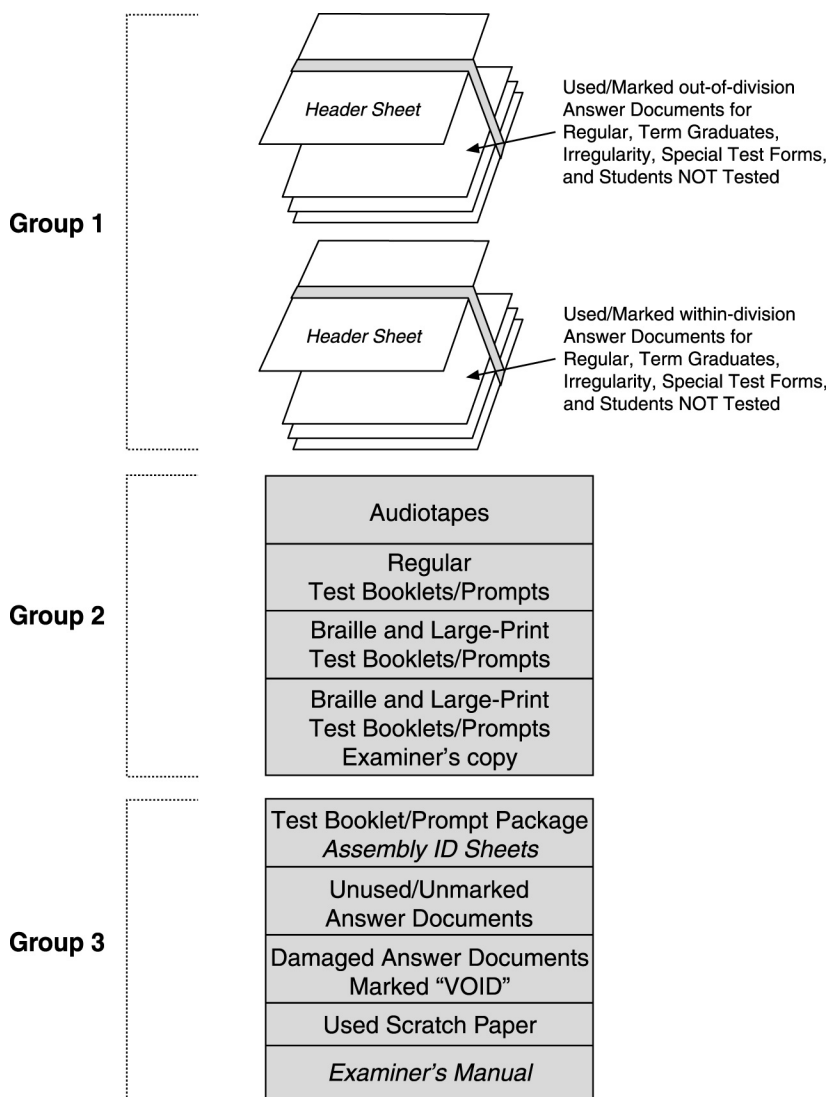 Header Sheet
Used/Marked out-of-division
Answer Documents for
Regular, Term Graduates,
Irregularity, Special Test Forms,
and Students NOT Tested
Group 1
Header Sheet
Used/Marked within-division
Answer Documents for
Regular, Term Graduates,
Irregularity, Special Test Forms,
and Students NOT Tested
Group 2
Audiotapes
Regular
Test Booklets/Prompts
Braille and Large-Print
Test Booklets/Prompts
Braille and Large-Print
Test Booklets/Prompts
Examiner’s copy
Group 3
Test Booklet/Prompt Package
Assembly ID Sheets
Unused/Unmarked
Answer Documents
Damaged Answer Documents
Marked “VOID”
Used Scratch Paper
Examiner’s Manual